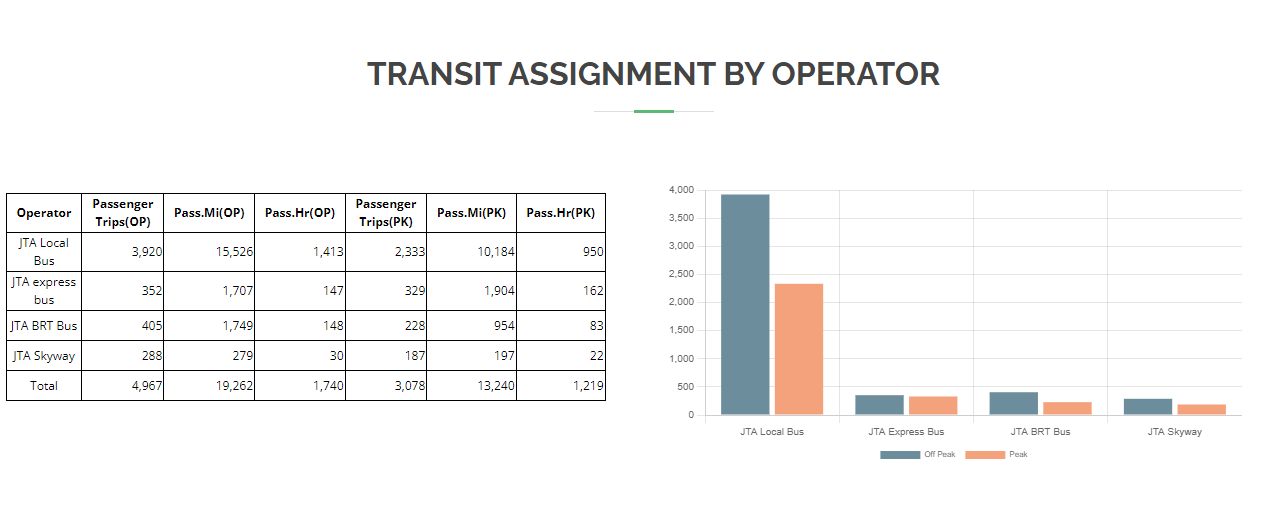 TRANSIT ASSIGNMENT BY OPERATOR
Operator Passenger Trips(OP) Pass.Mi(OP) Pass.Hr(OP) Passenger Trips(PK) Pass.Mi(PK) Pass.Hr(PK)
JTA Local Bus 3,920 15,526 1,413 2,333 10,184 950
JTA express bus 352 1,707 147 329 1,904 162
JTA BRT Bus 405 1,749 148 228 954 83
JTA Skyway 288 279 30 187 197 22
Total 4,967 19,262 1,740 3,078 13,240 1,219
4,000
3,500
3,000
2,500
2,000
1,500
1,000
500
0
JTA Local Bus JTA Express Bus JTA BRT Bus JTA Skyway
Off Peak Peak